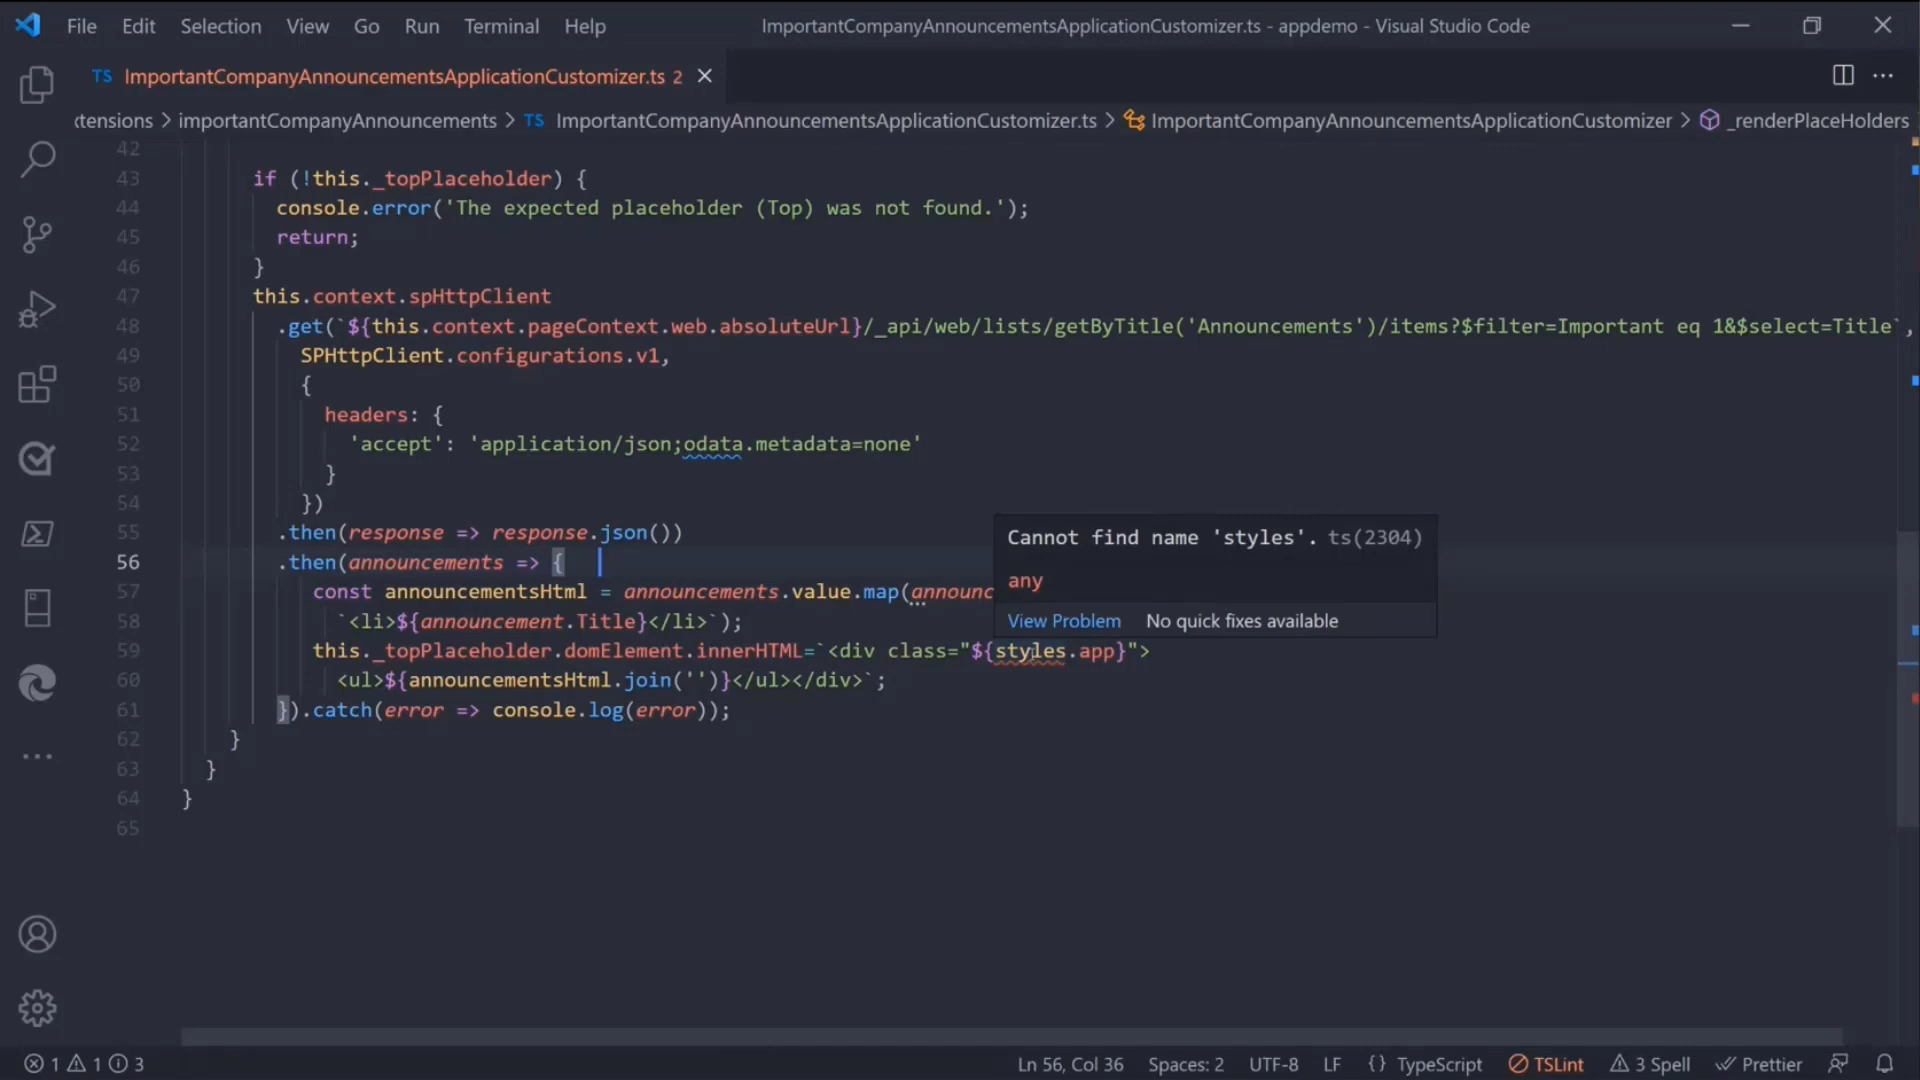 File Edit Selection View Go Run Terminal Help ImportantCompanyAnnouncementsApplicationCustomizer.ts - appdemo - Visual Studio Code
TS ImportantCompanyAnnouncementsApplicationCustomizer.ts 2
xtensions > importantCompanyAnnouncements > TS ImportantCompanyAnnouncementsApplicationCustomizer.ts > ImportantCompanyAnnouncementsApplicationCustomizer > _renderPlaceHolders
42
43 if (!this._topPlaceholder) {
44 console.error('The expected placeholder (Top) was not found.');
45 return;
46 }
47 this.context.spHttpClient
48 .get(`${this.context.pageContext.web.absoluteUrl}/_api/web/lists/getByTitle('Announcements')/items?$filter=Important eq 1&$select=Title`,
49 SPHttpClient.configurations.v1,
50 {
51 headers: {
52 'accept': 'application/json;odata.metadata=none'
53 }
54 })
55 .then(response => response.json())
56 .then(announcements => {
57 const announcementsHtml = announcements.value.map(announc
58 `<li>${announcement.Title}</li>`);
59 this._topPlaceholder.domElement.innerHTML=`<div class="${styles.app}">
60 <ul>${announcementsHtml.join('')}</ul></div>`;
61 }).catch(error => console.log(error));
62 }
63 }
64 }
65
Cannot find name 'styles'. ts(2304)
any
View Problem No quick fixes available
1 1 3 Ln 56, Col 36 Spaces: 2 UTF-8 LF {} TypeScript TSLint 3 Spell Prettier